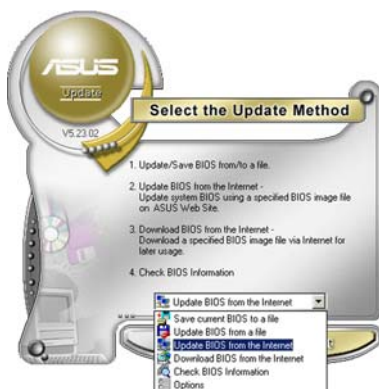 ASUS
Update
V5.23.02
Select the Update Method
1. Update/Save BIOS from/to a file.
2. Update BIOS from the Internet -
Update system BIOS using a specified BIOS image file
on ASUS Web Site.
3. Download BIOS from the Internet -
Download a specified BIOS image file via Internet for
later usage.
4. Check BIOS Information
Update BIOS from the Internet
Save current BIOS to a file
Update BIOS from a file
Update BIOS from the Internet
Download BIOS from the Internet
Check BIOS Information
Options